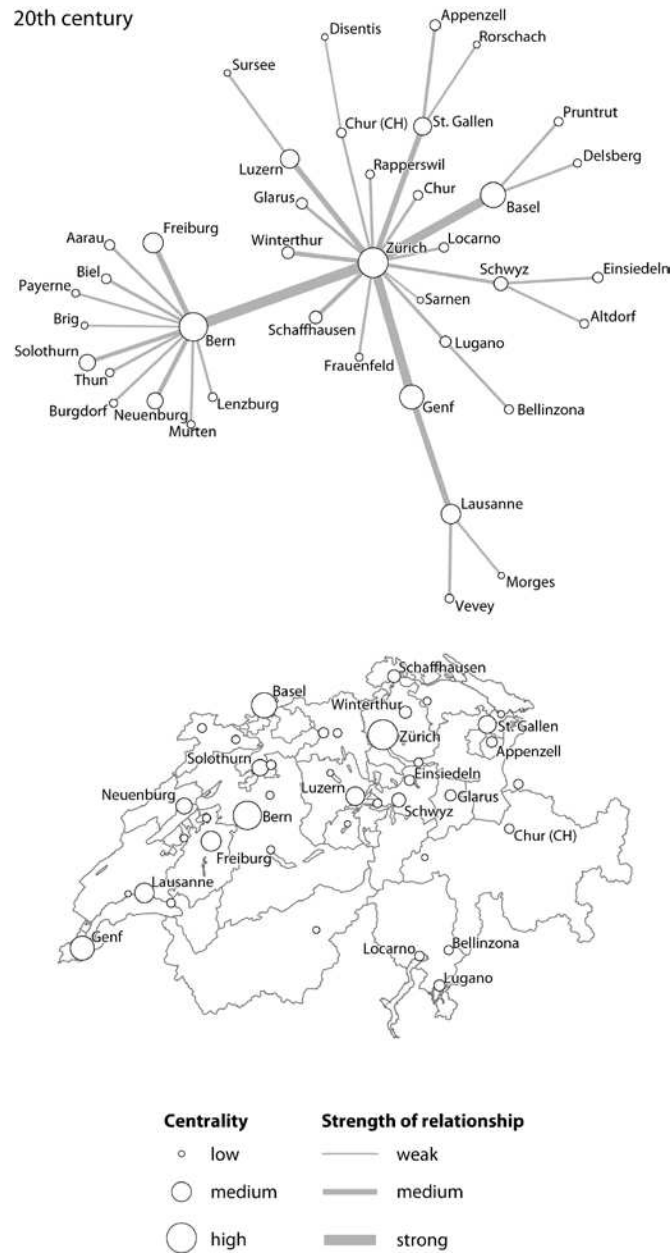 20th century
Appenzell
Disentis
Rorschach
Sursee
Pruntrut
Chur (CH)
St. Gallen
Luzern
Rapperswil
Delsberg
Glarus
Chur
Basel
Freiburg
Aarau
Winterthur
Zürich
Locarno
Biel
Schwyz
Einsiedeln
Payerne
Sarnen
Brig
Bern
Schaffhausen
Altdorf
Lugano
Solothurn
Frauenfeld
Thun
Genf
Burgdorf
Neuenburg
Lenzburg
Bellinzona
Murten
Lausanne
Morges
Vevey
Schaffhausen
Basel
Winterthur
St. Gallen
Zürich
Appenzell
Solothurn
Einsiedeln
Neuenburg
Luzern
Glarus
Bern
Schwyz
Chur (CH)
Freiburg
Lausanne
Genf
Bellinzona
Locarno
Lugano
Centrality
Strength of relationship
low
weak
medium
medium
high
strong